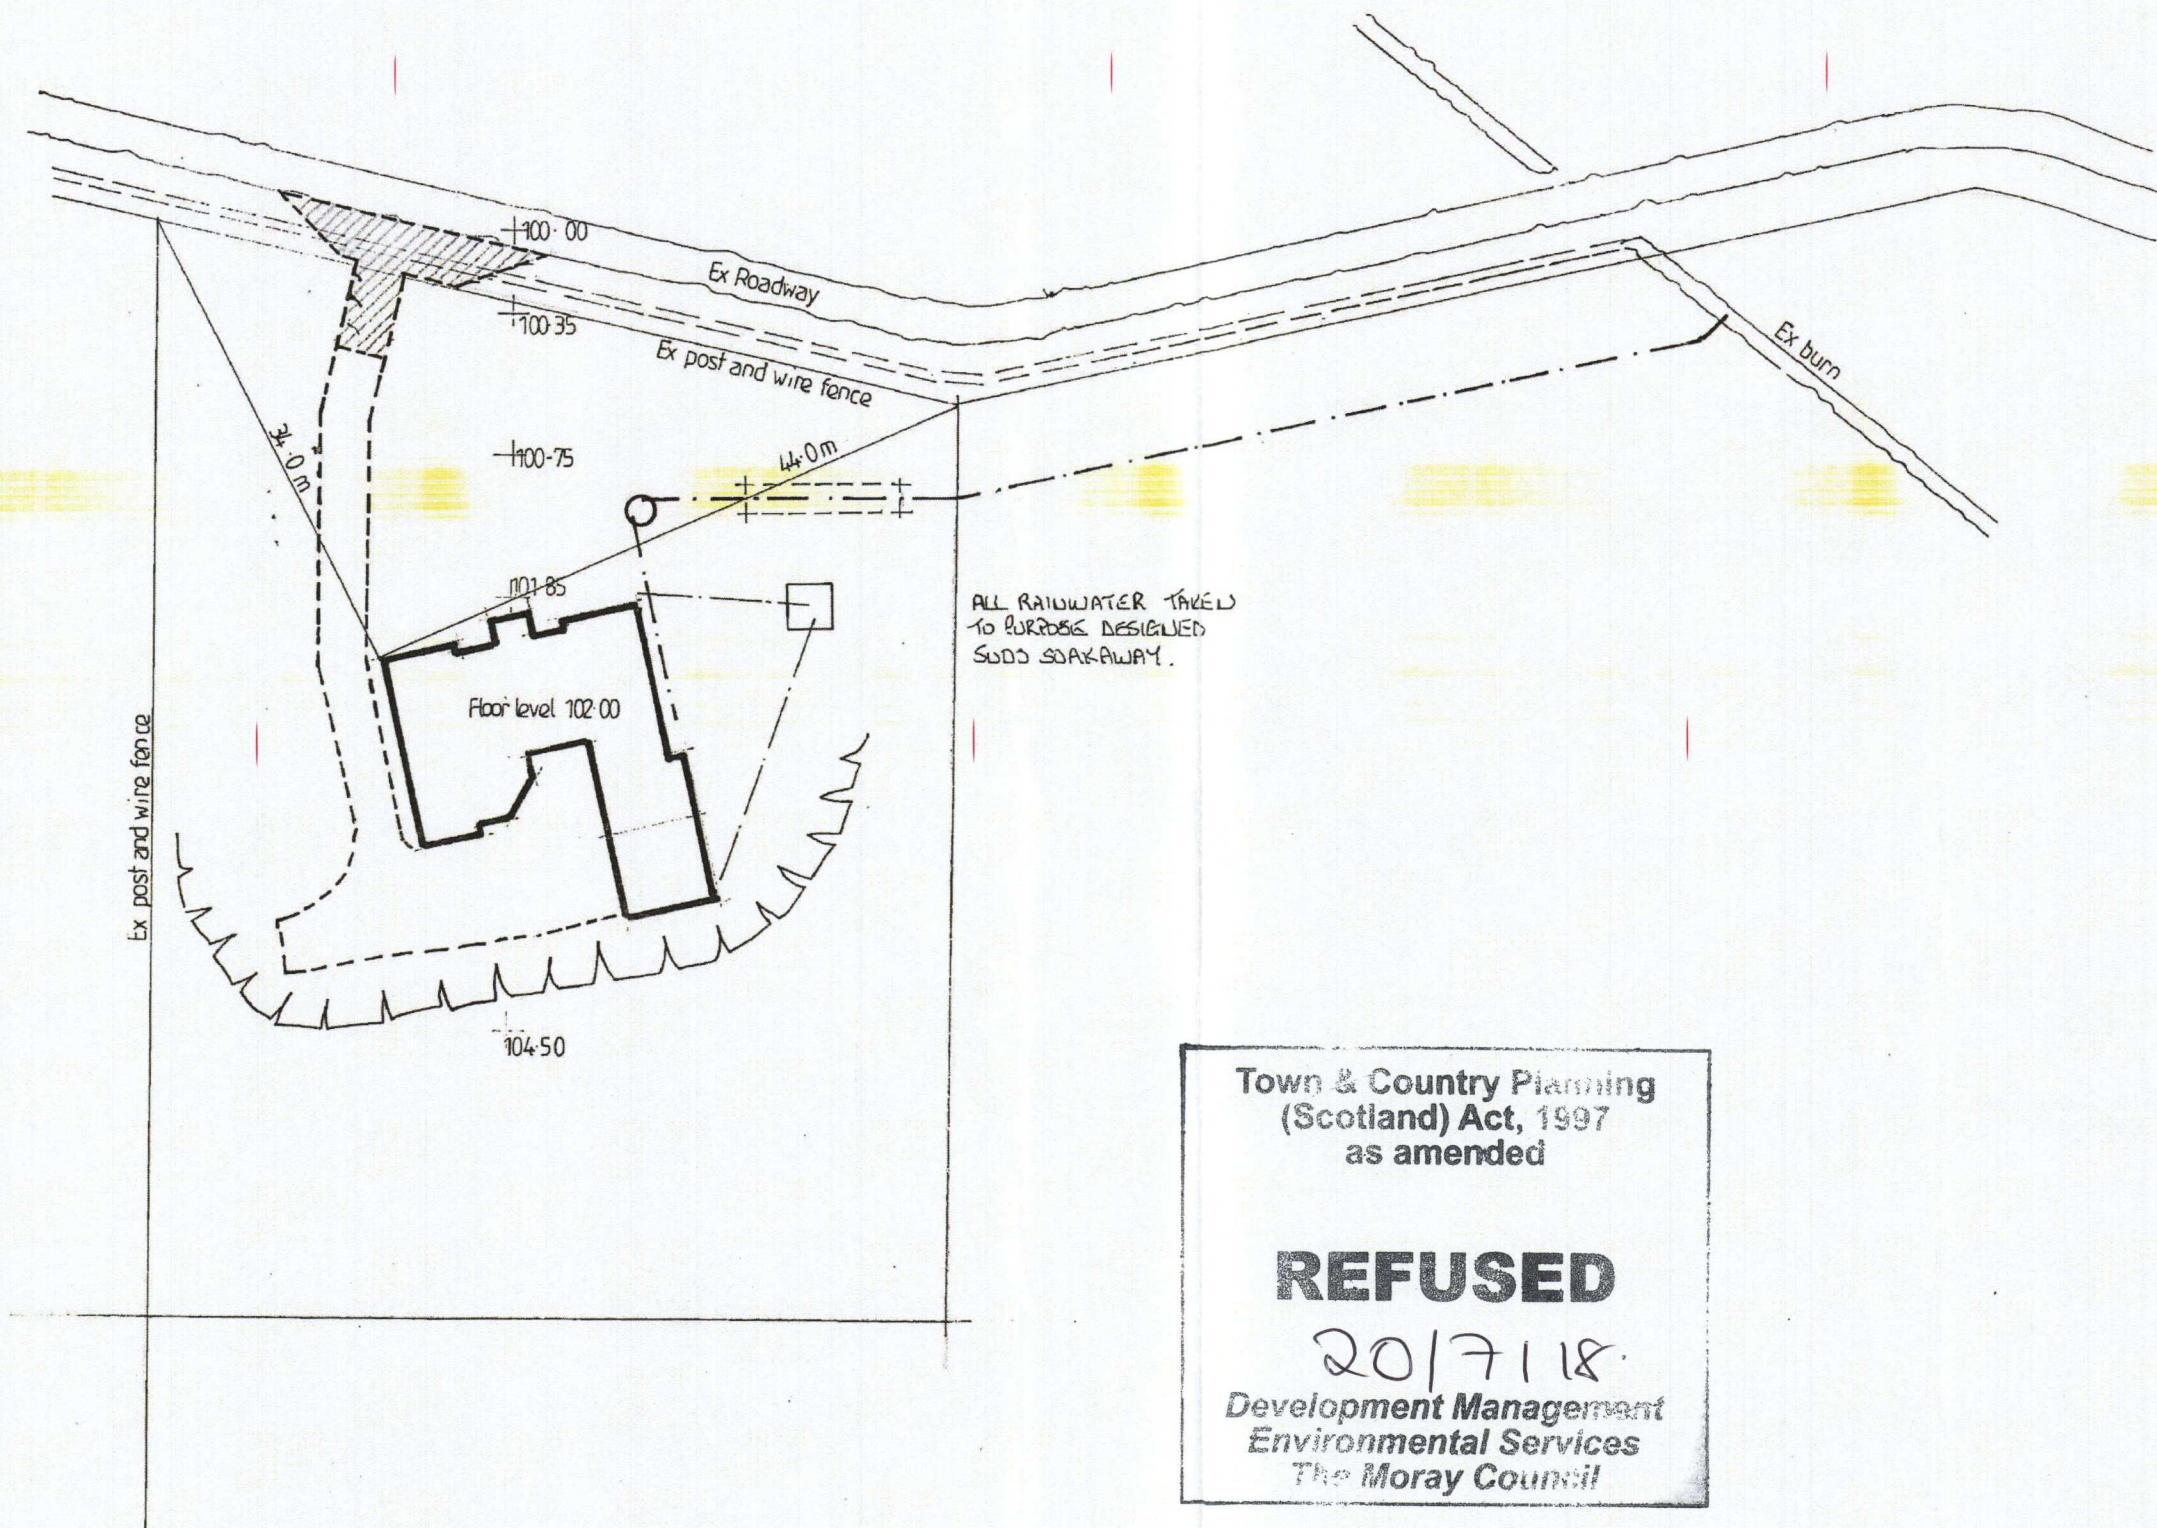 100·00
Ex Roadway
100·35
Ex post and wire fence
Ex burn
34·0m
100·75
44·0m
101·85
ALL RAINWATER TAKEN
TO PURPOSE DESIGNED
SUDS SOAKAWAY.
Floor level 102·00
Ex post and wire fence
104·50
Town & Country Planning
(Scotland) Act, 1997
as amended
REFUSED
20/7/18
Development Management
Environmental Services
The Moray Council